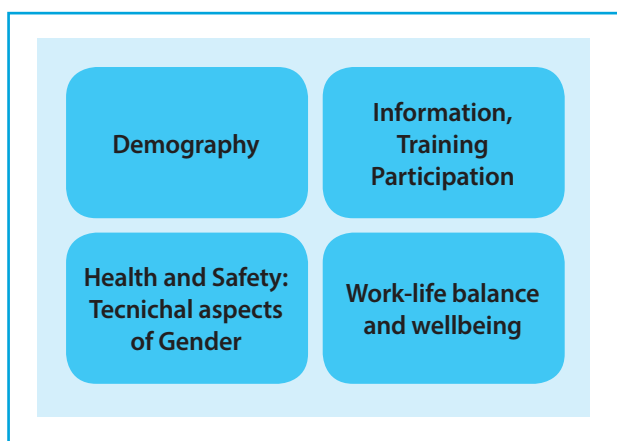 Demography
Information,
Training
Participation
Health and Safety:
Tecnichal aspects
of Gender
Work-life balance
and wellbeing